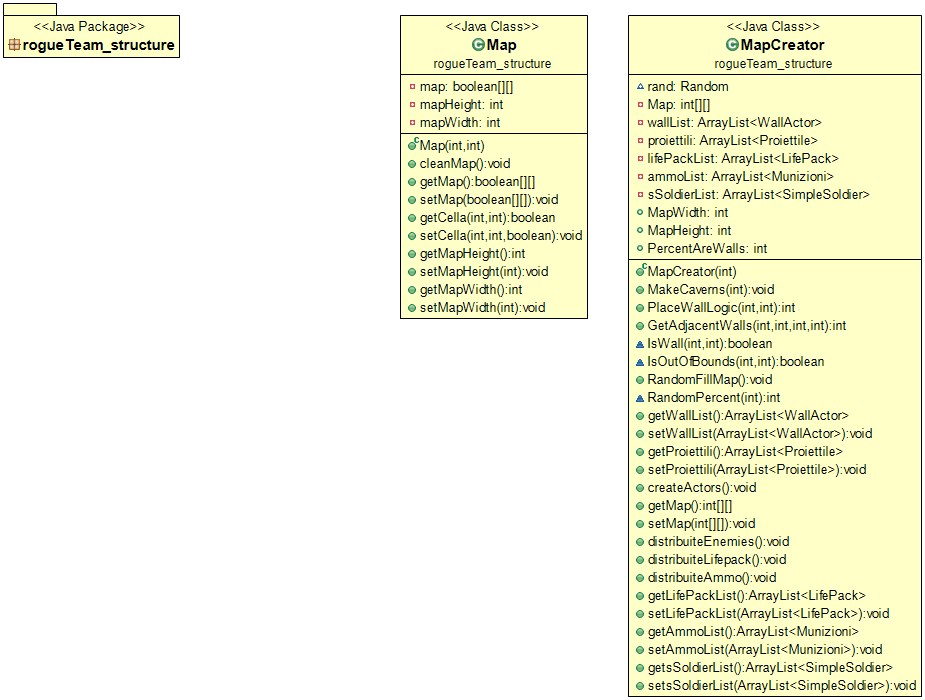 <<Java Package>>
rogueTeam_structure
<<Java Class>>
Map
rogueTeam_structure
map: boolean[][]
mapHeight: int
mapWidth: int
Map(int,int)
cleanMap():void
getMap():boolean[][]
setMap(boolean[][]):void
getCella(int,int):boolean
setCella(int,int,boolean):void
getMapHeight():int
setMapHeight(int):void
getMapWidth():int
setMapWidth(int):void
<<Java Class>>
MapCreator
rogueTeam_structure
rand: Random
Map: int[][]
wallList: ArrayList<WallActor>
proiettili: ArrayList<Proiettile>
lifePackList: ArrayList<LifePack>
ammoList: ArrayList<Munizioni>
sSoldierList: ArrayList<SimpleSoldier>
MapWidth: int
MapHeight: int
PercentAreWalls: int
MapCreator(int)
MakeCaverns(int):void
PlaceWallLogic(int,int):int
GetAdjacentWalls(int,int,int,int):int
IsWall(int,int):boolean
IsOutOfBounds(int,int):boolean
RandomFillMap():void
RandomPercent(int):int
getWallList():ArrayList<WallActor>
setWallList(ArrayList<WallActor>):void
getProiettili():ArrayList<Proiettile>
setProiettili(ArrayList<Proiettile>):void
createActors():void
getMap():int[][]
setMap(int[][]):void
distribuiteEnemies():void
distribuiteLifepack():void
distribuiteAmmo():void
getLifePackList():ArrayList<LifePack>
setLifePackList(ArrayList<LifePack>):void
getAmmoList():ArrayList<Munizioni>
setAmmoList(ArrayList<Munizioni>):void
getsSoldierList():ArrayList<SimpleSoldier>
setsSoldierList(ArrayList<SimpleSoldier>):void